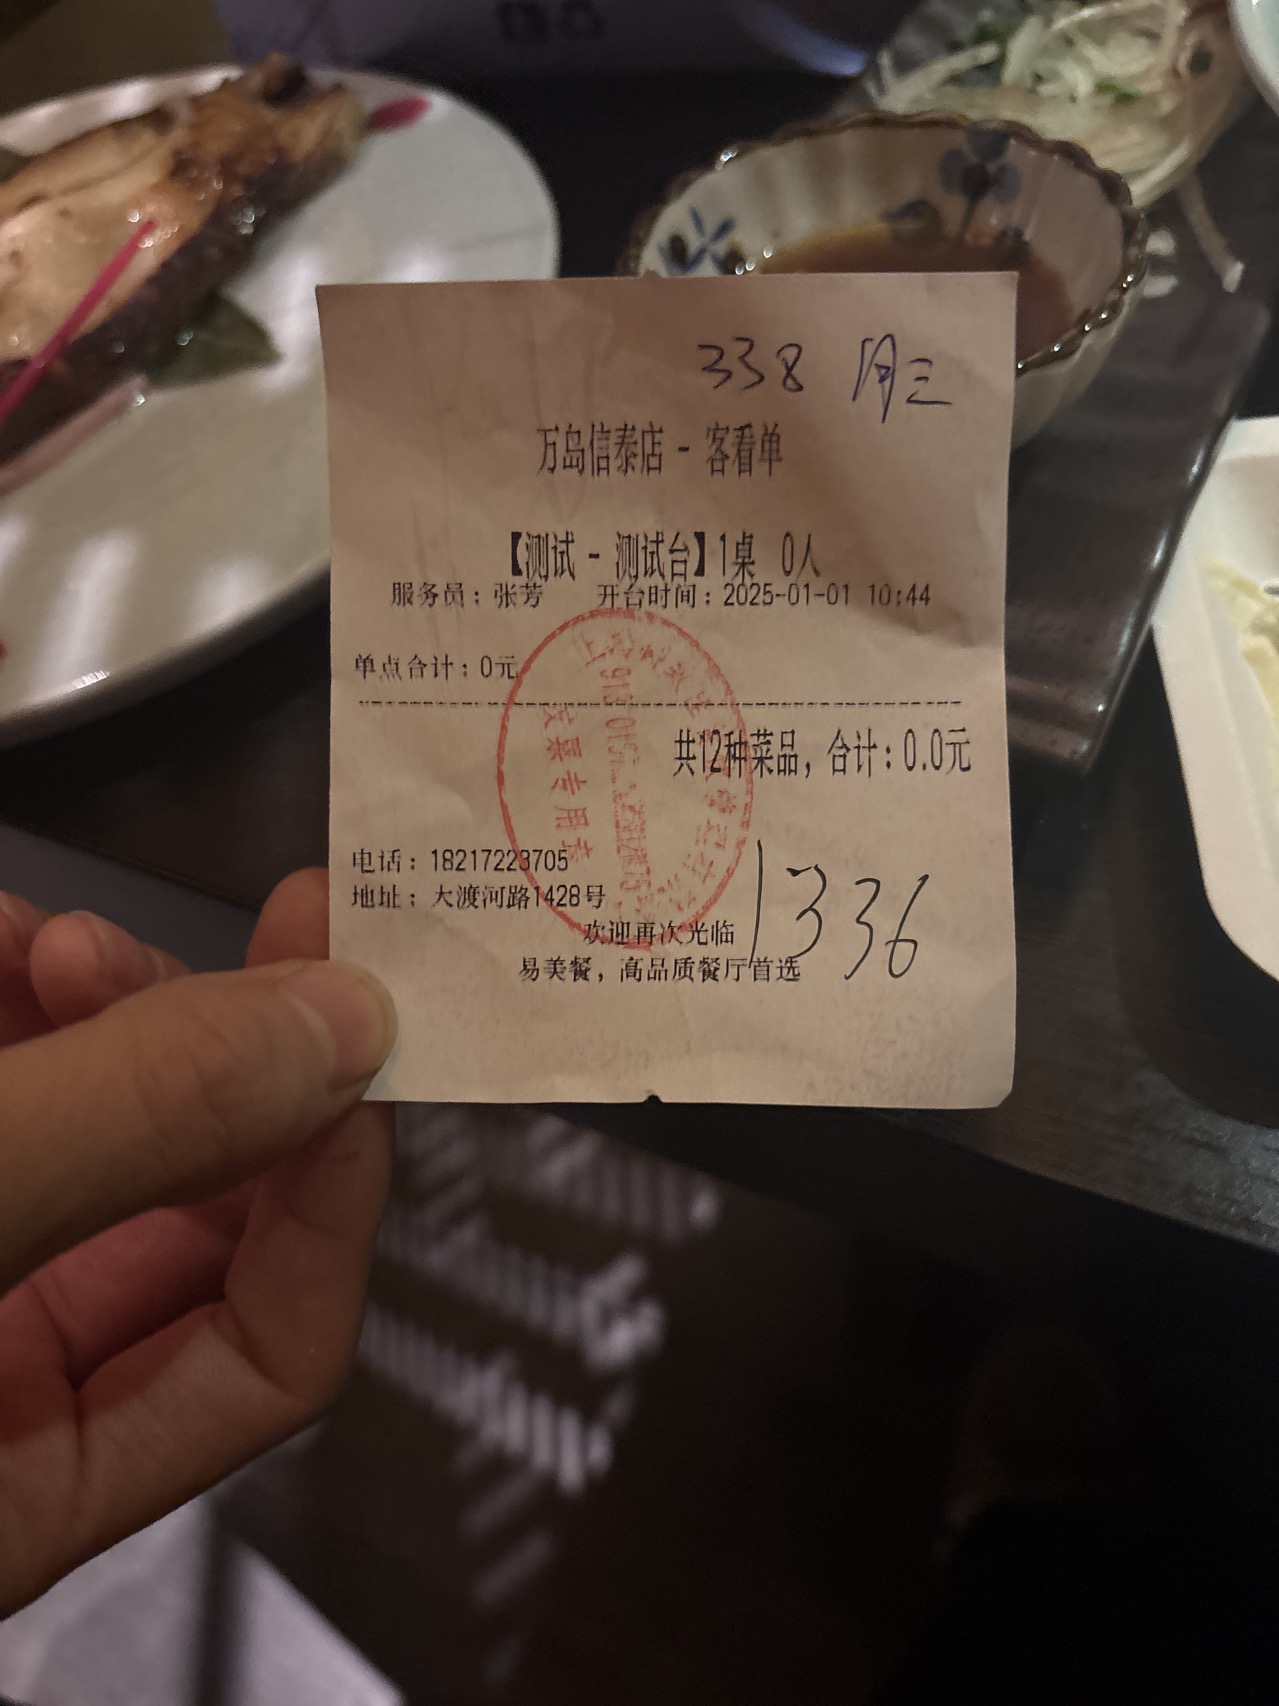 338 周三
万岛信泰店 - 客看单
【测试 - 测试台】1桌 0人
服务员：张芳 开台时间：2025-01-01 10:44
单点合计：0元
共12种菜品，合计：0.0元
专用章
电话：18217223705
地址：大渡河路1428号
1336
欢迎再次光临
易美餐，高品质餐厅首选